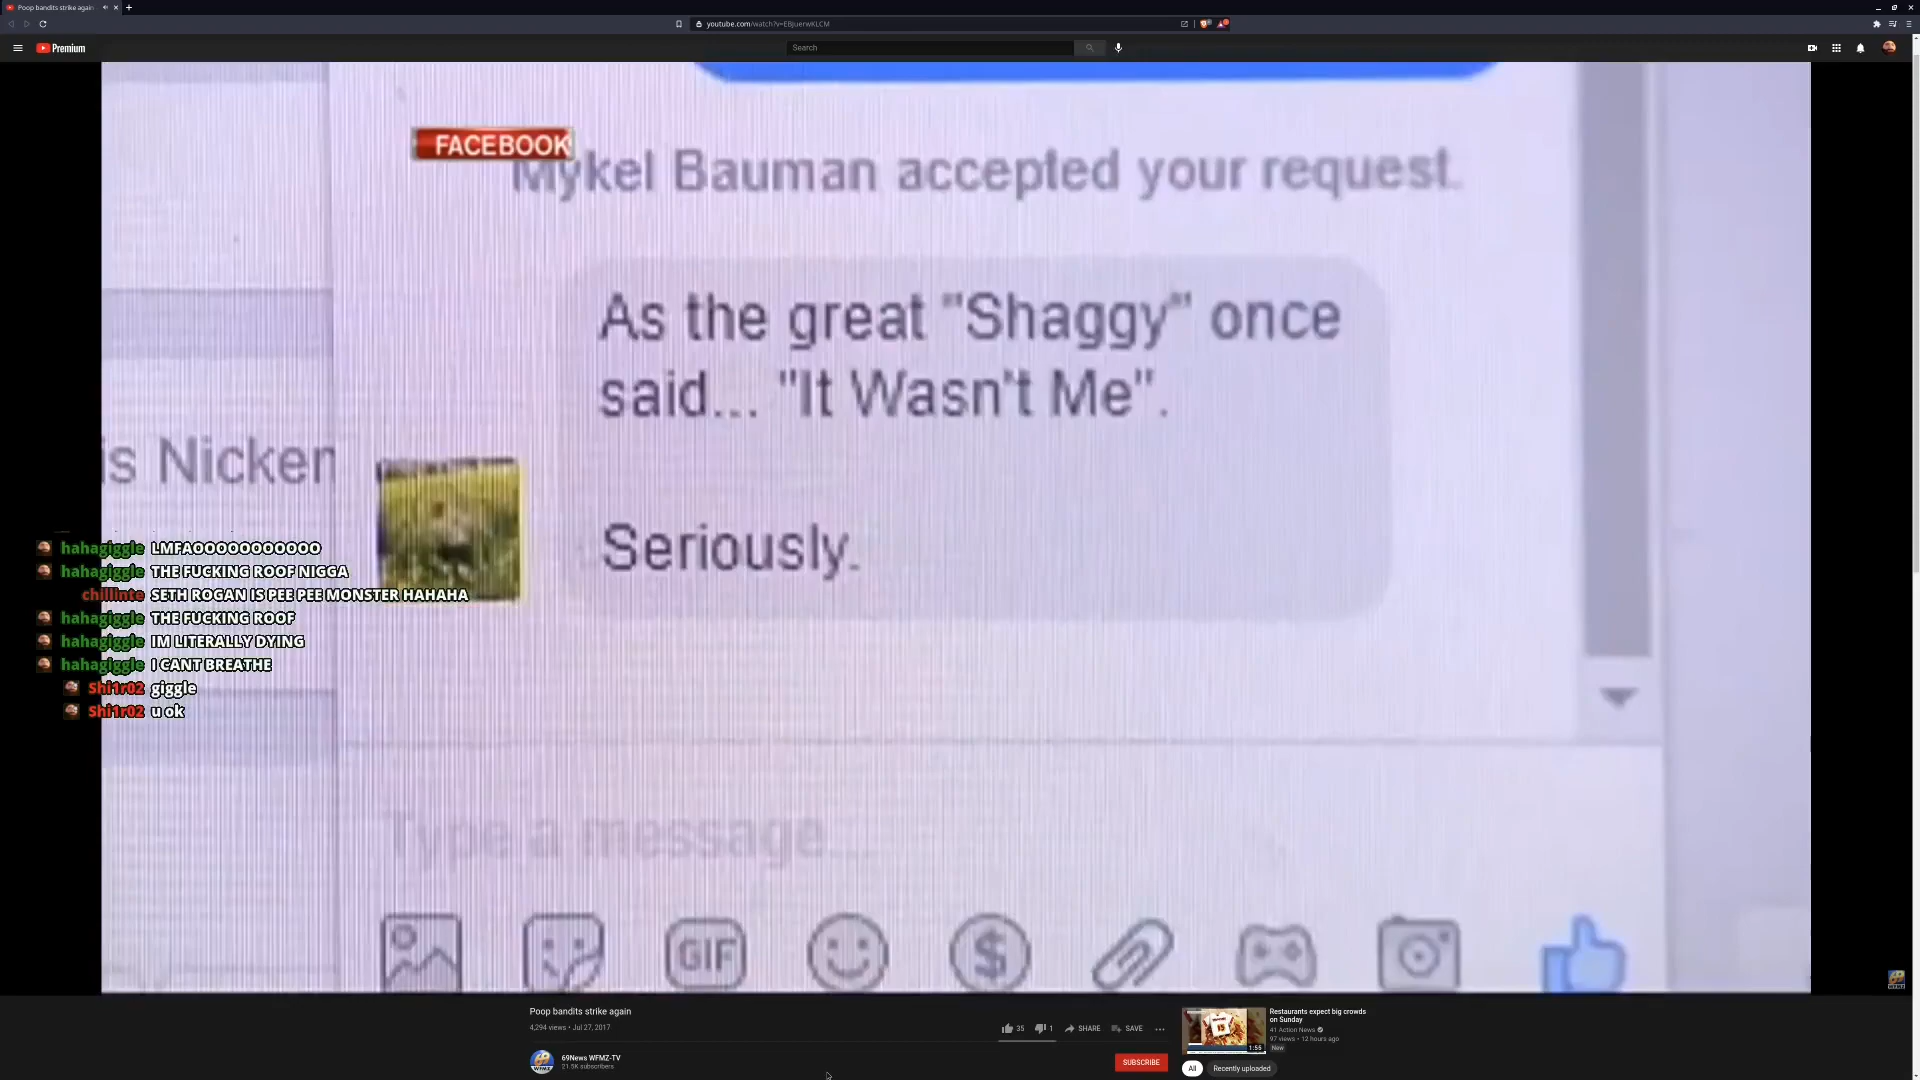 Poop bandits strike again
youtube.com/watch?v=EBjuerwKLCM
Premium
Search
FACEBOOK
Mykel Bauman accepted your request.
As the great "Shaggy" once
said... "It Wasn't Me".
Seriously.
is Nicken
hahagiggle LMFAOOOOOOOOOOO
hahagiggle THE FUCKING ROOF NIGGA
chillinte SETH ROGAN IS PEE PEE MONSTER HAHAHA
hahagiggle THE FUCKING ROOF
hahagiggle IM LITERALLY DYING
hahagiggle I CANT BREATHE
Shi1r02 giggle
Shi1r02 u ok
Type a message...
GIF
$
Poop bandits strike again
4,294 views • Jul 27, 2017
35
1
SHARE
SAVE
69News WFMZ-TV
21.5K subscribers
SUBSCRIBE
1:55
Restaurants expect big crowds
on Sunday
41 Action News
97 views • 12 hours ago
New
All
Recently uploaded